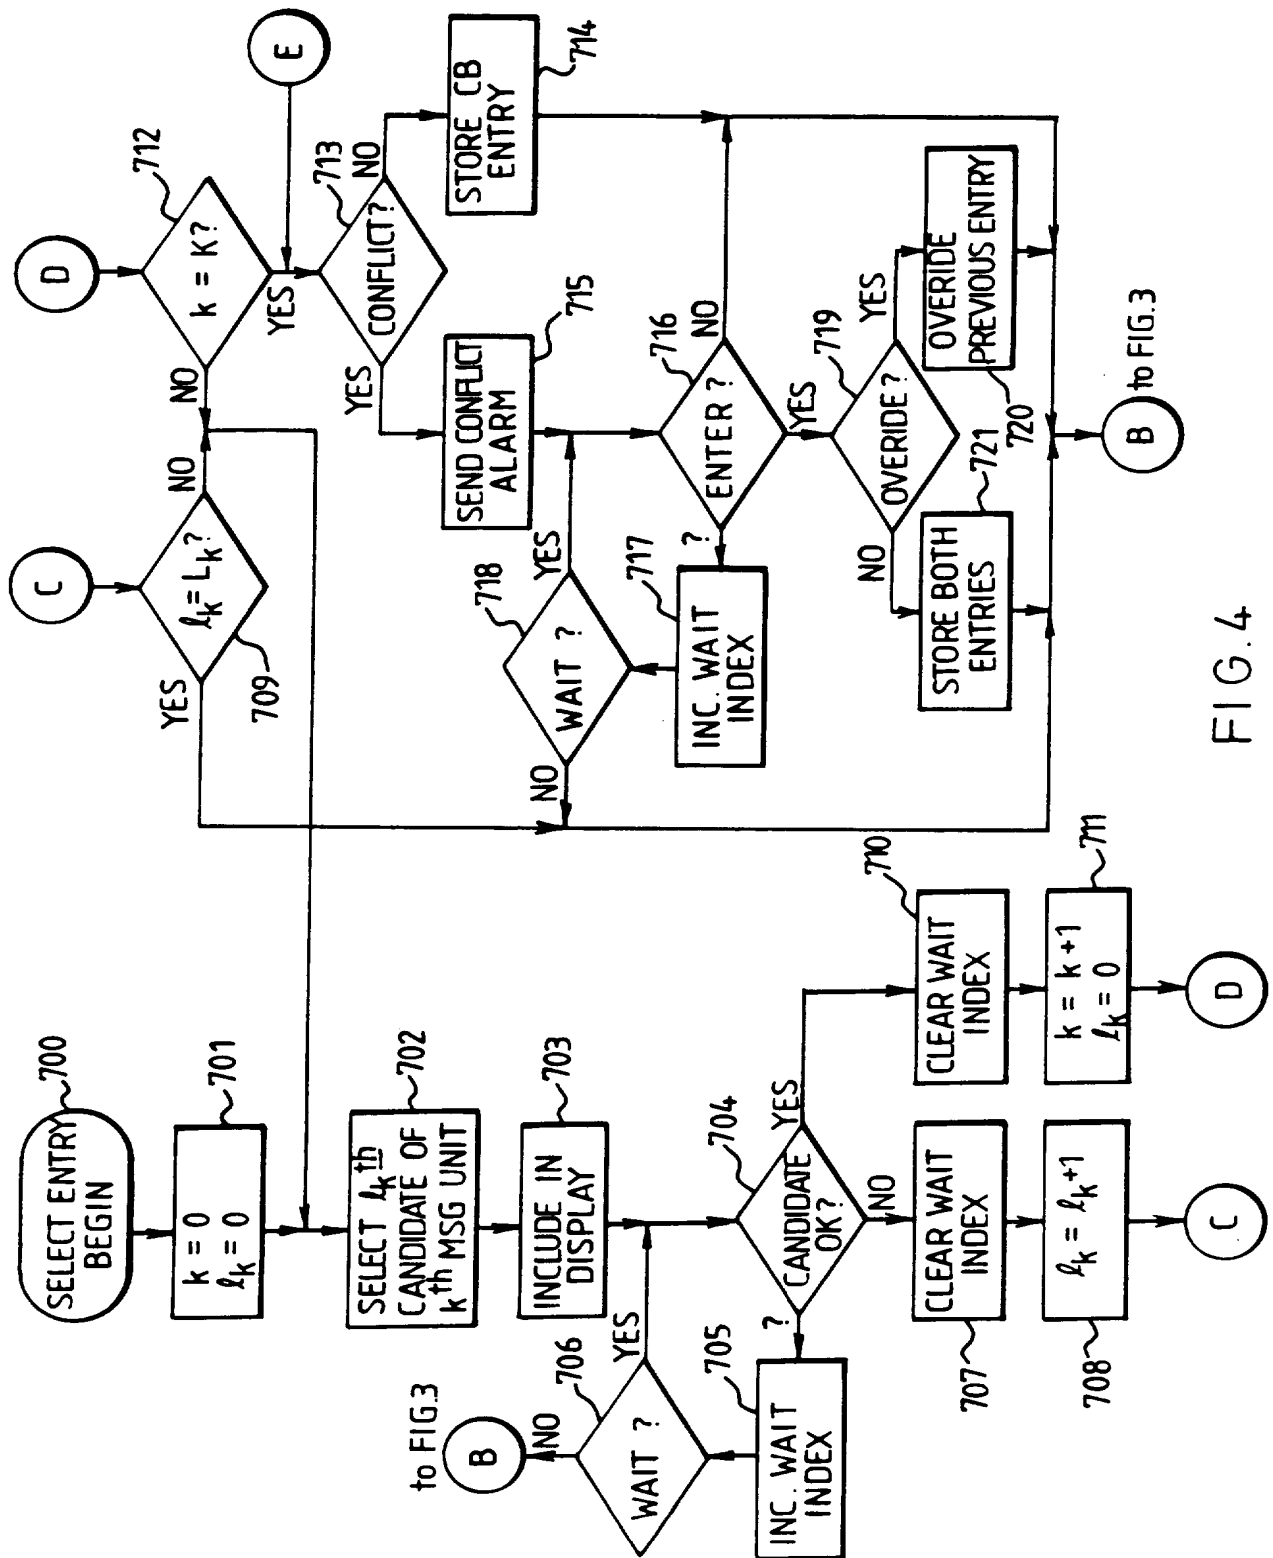 700
SELECT ENTRY
BEGIN
701
k = 0
ℓk = 0
702
SELECT ℓk th
CANDIDATE OF
k th MSG UNIT
703
INCLUDE IN
DISPLAY
to FIG.3
B
NO
706
WAIT ?
YES
705
INC. WAIT
INDEX
?
704
CANDIDATE
OK?
YES
NO
707
CLEAR WAIT
INDEX
708
ℓk = ℓk+1
C
710
CLEAR WAIT
INDEX
711
k = k+1
ℓk = 0
D
C
ℓk = Lk?
709
YES
NO
D
712
k = K?
NO
YES
E
713
CONFLICT?
YES
NO
714
STORE CB
ENTRY
715
SEND CONFLICT
ALARM
718
WAIT ?
YES
NO
717
INC. WAIT
INDEX
?
716
ENTER ?
NO
YES
719
OVERIDE?
NO
YES
721
STORE BOTH
ENTRIES
720
OVERIDE
PREVIOUS ENTRY
B
to FIG.3
FIG.4